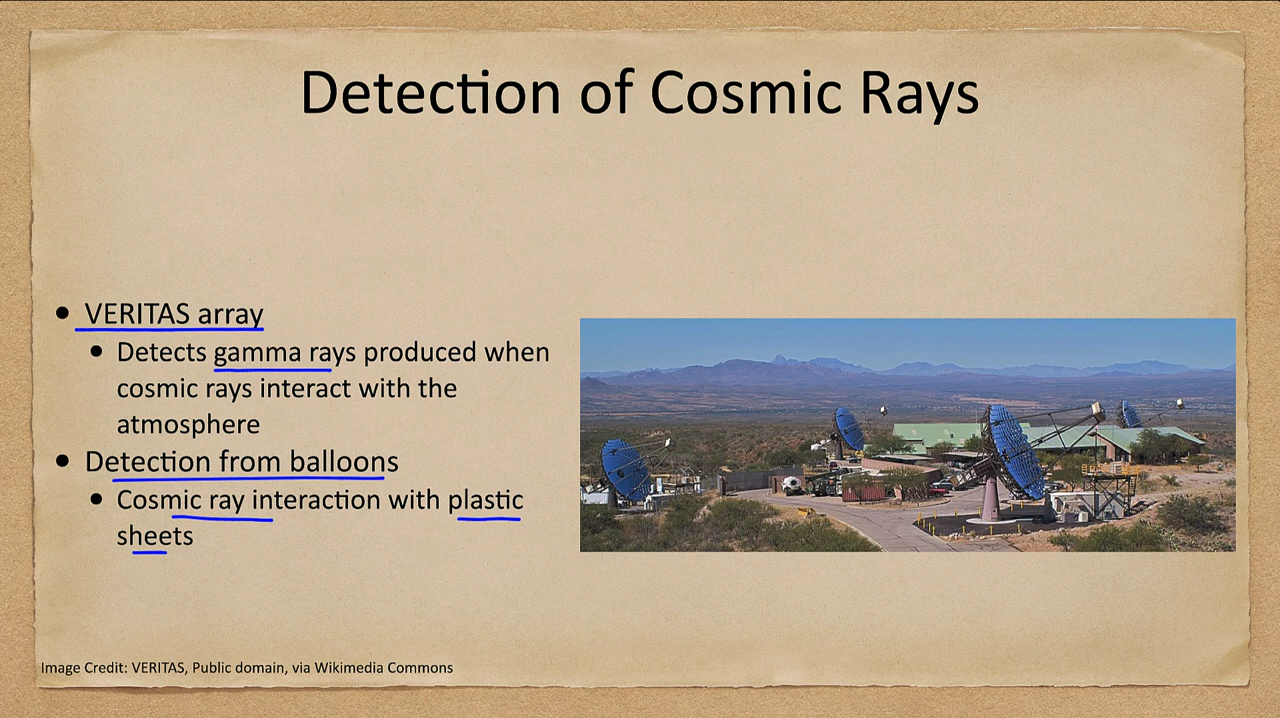 Detection of Cosmic Rays
• VERITAS array
• Detects gamma rays produced when
cosmic rays interact with the
atmosphere
• Detection from balloons
• Cosmic ray interaction with plastic
sheets
Image Credit: VERITAS, Public domain, via Wikimedia Commons